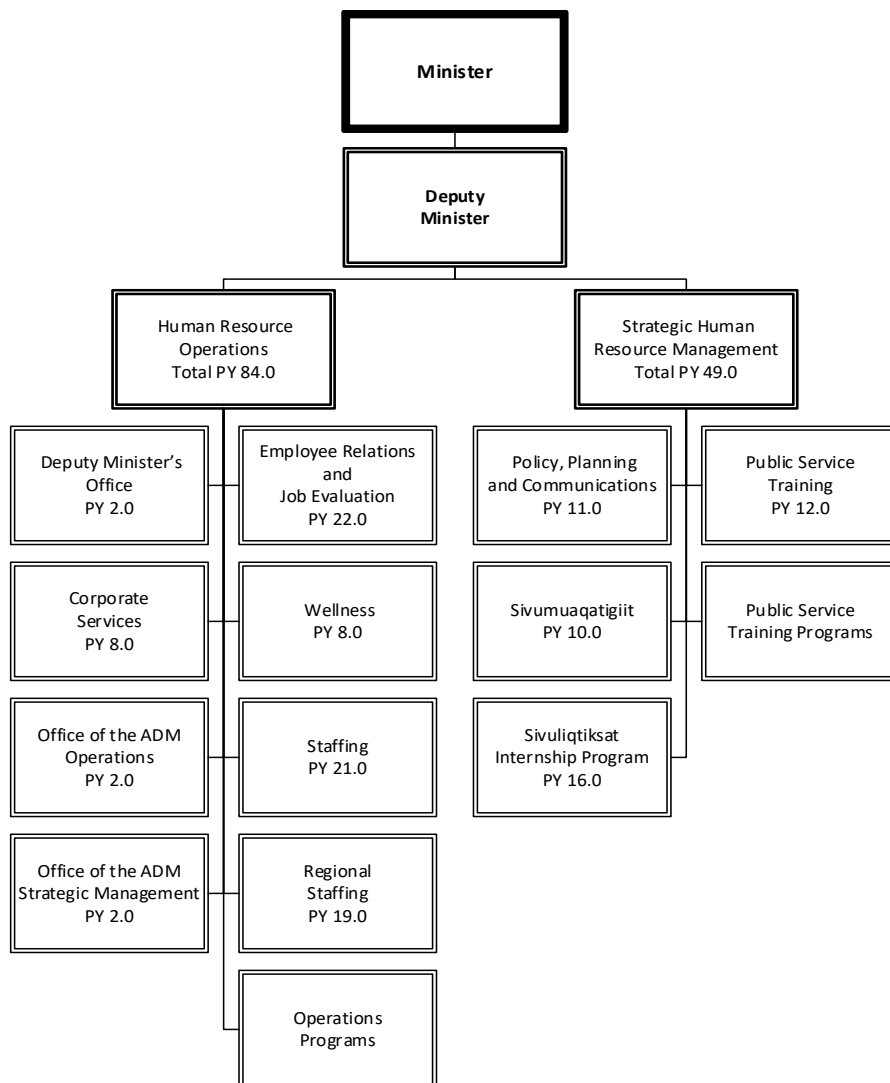 Minister
Deputy
Minister
Human Resource
Operations
Total PY 84.0
Strategic Human
Resource Management
Total PY 49.0
Deputy Minister’s
Office
PY 2.0
Employee Relations
and
Job Evaluation
PY 22.0
Policy, Planning
and Communications
PY 11.0
Public Service
Training
PY 12.0
Corporate
Services
PY 8.0
Wellness
PY 8.0
Sivumuaqatigiit
PY 10.0
Public Service
Training Programs
Office of the ADM
Operations
PY 2.0
Staffing
PY 21.0
Sivuliqtiksat
Internship Program
PY 16.0
Office of the ADM
Strategic Management
PY 2.0
Regional
Staffing
PY 19.0
Operations
Programs